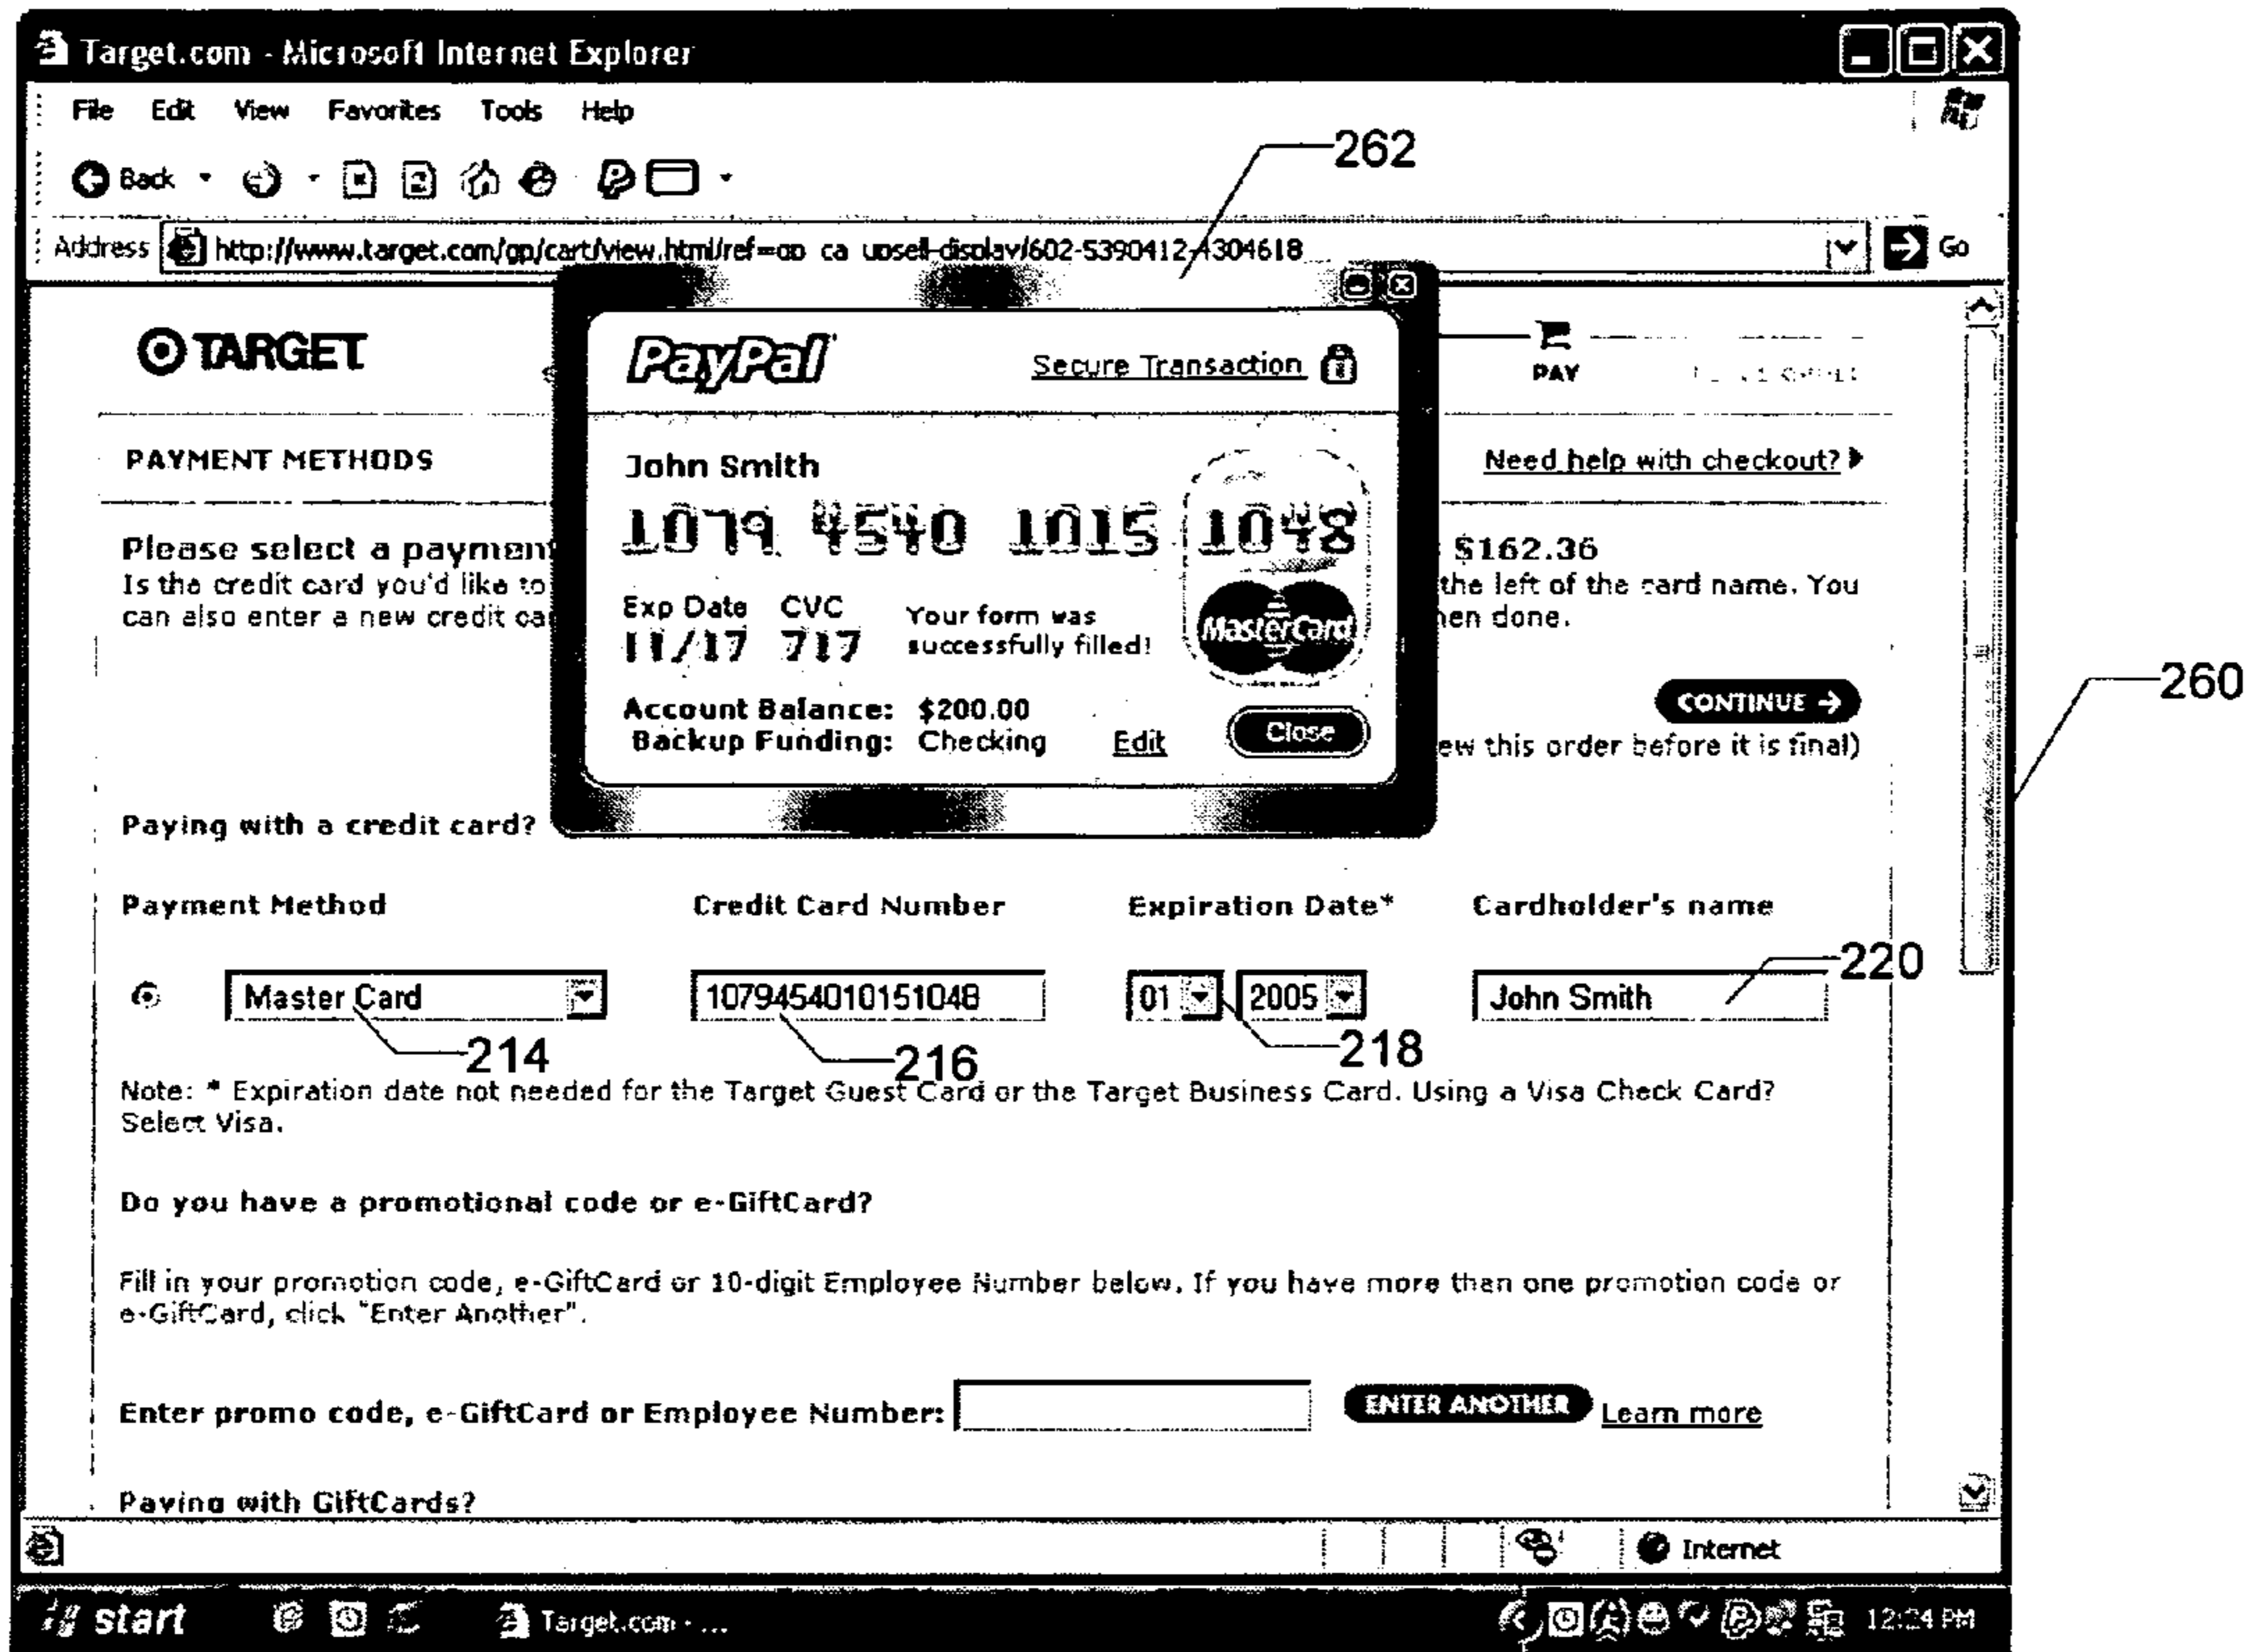 Target.com - Microsoft Internet Explorer
File Edit View Favorites Tools Help
262
Back
Address http://www.target.com/gp/cart/view.html/ref=op_ca_upsell-display/602-5390412-4304618 Go
TARGET
PayPal
Secure Transaction
PAY
PAYMENT METHODS
Need help with checkout?
John Smith
1079 4540 1015 1048
Please select a paymen
$162.36
Is the credit card you'd like to
the left of the card name. You
can also enter a new credit ca
hen done.
Exp Date CVC
11/17 717
Your form was
successfully filled!
MasterCard
260
CONTINUE
Account Balance: $200.00
Backup Funding: Checking Edit Close
ew this order before it is final)
Paying with a credit card?
Payment Method Credit Card Number Expiration Date* Cardholder's name
220
Master Card 1079454010151048 01 2005 John Smith
214 216 218
Note: * Expiration date not needed for the Target Guest Card or the Target Business Card. Using a Visa Check Card?
Select Visa.
Do you have a promotional code or e-GiftCard?
Fill in your promotion code, e-GiftCard or 10-digit Employee Number below. If you have more than one promotion code or
e-GiftCard, click "Enter Another".
Enter promo code, e-GiftCard or Employee Number: ENTER ANOTHER Learn more
Paying with GiftCards?
Internet
start Target.com - ... 12:24 PM